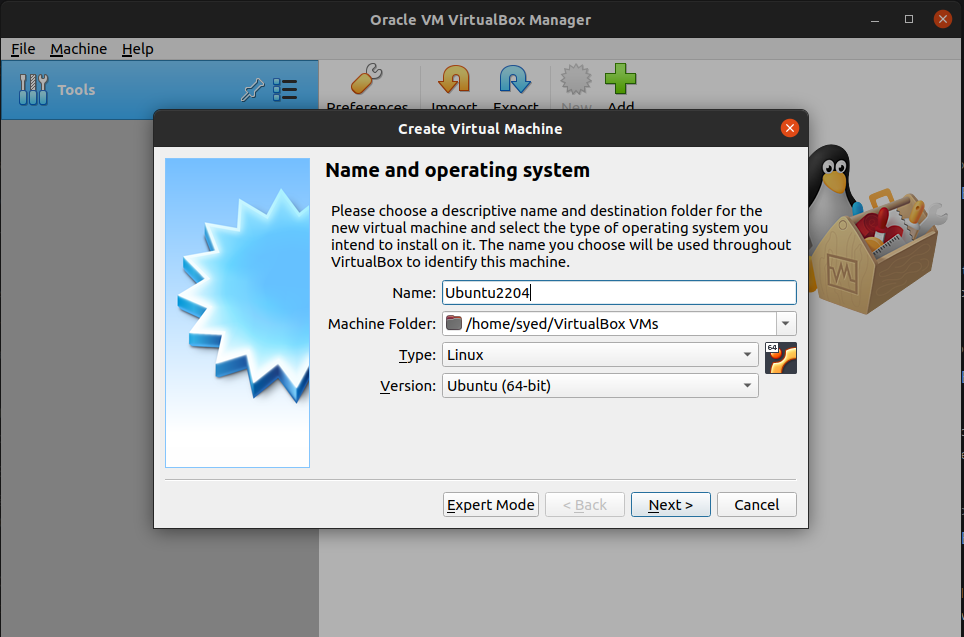 Oracle VM VirtualBox Manager
File Machine Help
Tools
Preferences Import Export New Add
Create Virtual Machine
Name and operating system
Please choose a descriptive name and destination folder for the
new virtual machine and select the type of operating system you
intend to install on it. The name you choose will be used throughout
VirtualBox to identify this machine.
Name: Ubuntu2204
Machine Folder: /home/syed/VirtualBox VMs
Type: Linux
64
Version: Ubuntu (64-bit)
Expert Mode < Back Next > Cancel